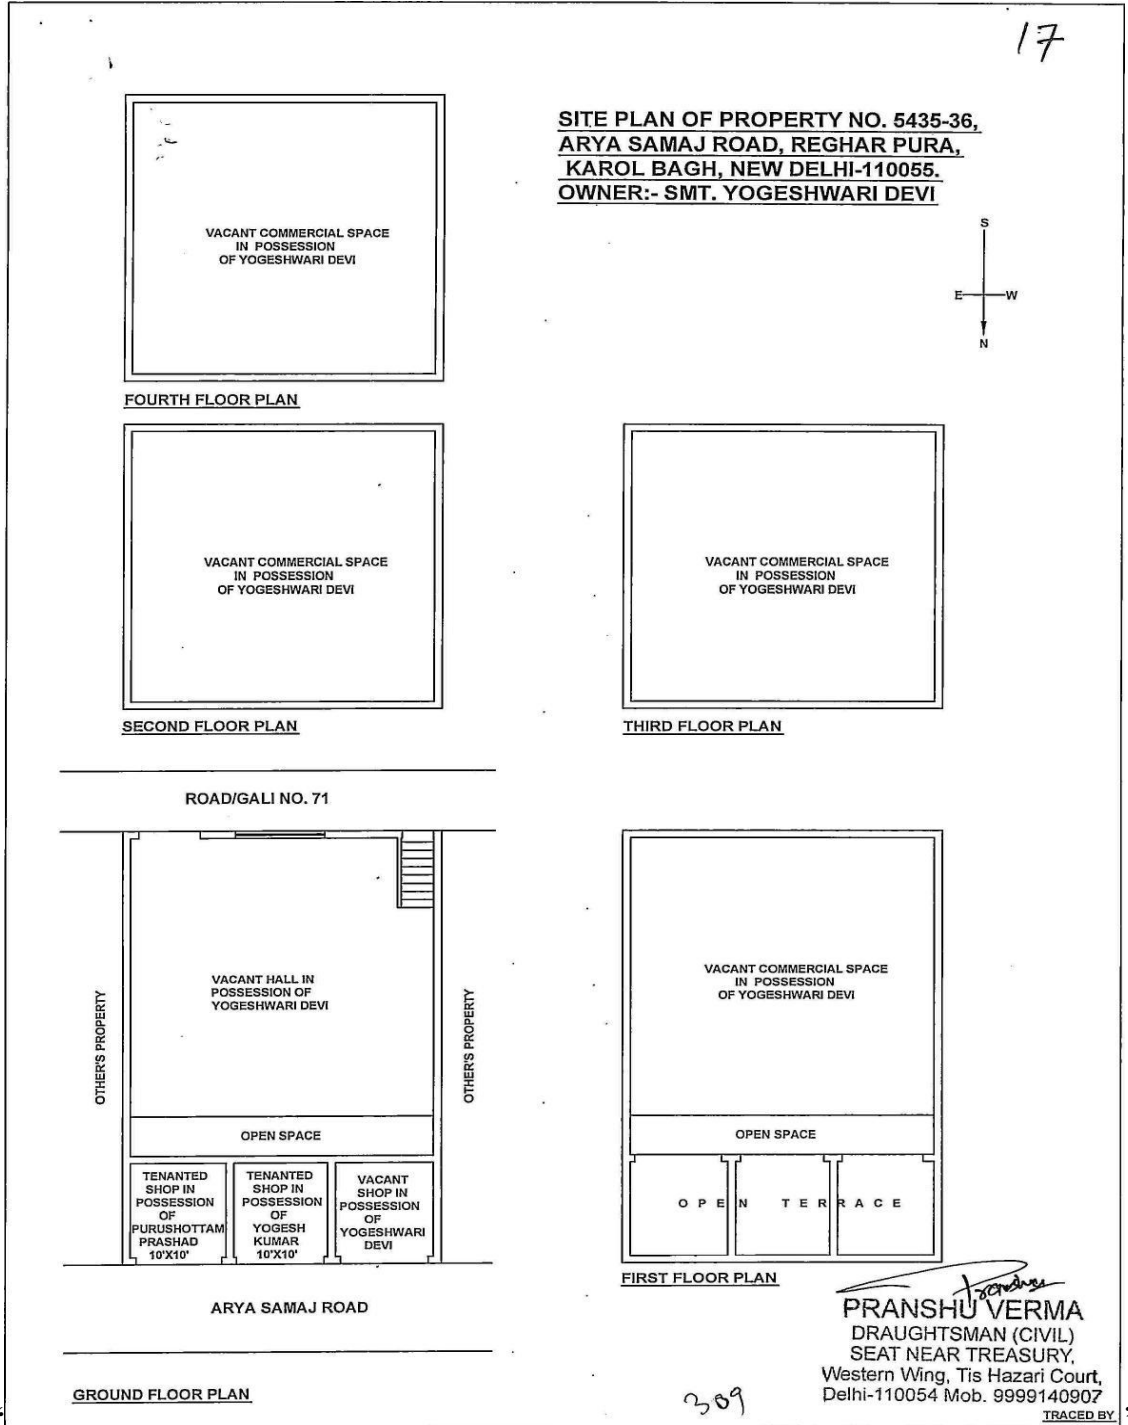 17
SITE PLAN OF PROPERTY NO. 5435-36,
ARYA SAMAJ ROAD, REGHAR PURA,
KAROL BAGH, NEW DELHI-110055.
OWNER:- SMT. YOGESHWARI DEVI
S
E W
N
VACANT COMMERCIAL SPACE
IN POSSESSION
OF YOGESHWARI DEVI
FOURTH FLOOR PLAN
VACANT COMMERCIAL SPACE
IN POSSESSION
OF YOGESHWARI DEVI
SECOND FLOOR PLAN
VACANT COMMERCIAL SPACE
IN POSSESSION
OF YOGESHWARI DEVI
THIRD FLOOR PLAN
ROAD/GALI NO. 71
OTHER'S PROPERTY
VACANT HALL IN
POSSESSION OF
YOGESHWARI DEVI
OTHER'S PROPERTY
OPEN SPACE
TENANTED
SHOP IN
POSSESSION
OF
PURUSHOTTAM
PRASHAD
10'X10'
TENANTED
SHOP IN
POSSESSION
OF
YOGESH
KUMAR
10'X10'
VACANT
SHOP IN
POSSESSION
OF
YOGESHWARI
DEVI
ARYA SAMAJ ROAD
GROUND FLOOR PLAN
VACANT COMMERCIAL SPACE
IN POSSESSION
OF YOGESHWARI DEVI
OPEN SPACE
OPEN TERRACE
FIRST FLOOR PLAN
Pranshu
PRANSHU VERMA
DRAUGHTSMAN (CIVIL)
SEAT NEAR TREASURY,
Western Wing, Tis Hazari Court,
Delhi-110054 Mob. 9999140907
TRACED BY
309